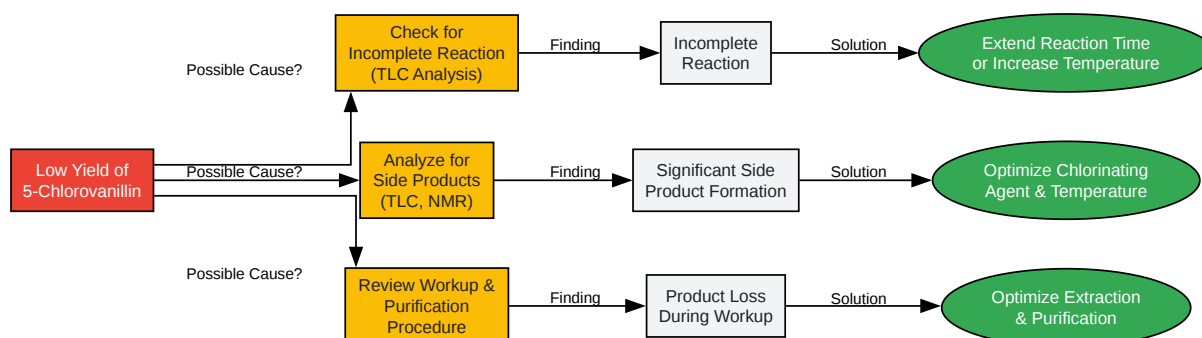 Possible Cause?
Check for
Incomplete Reaction
(TLC Analysis)
Finding
Incomplete
Reaction
Solution
Extend Reaction Time
or Increase Temperature
Low Yield of
5-Chlorovanillin
Possible Cause?
Analyze for
Side Products
(TLC, NMR)
Finding
Significant Side
Product Formation
Solution
Optimize Chlorinating
Agent & Temperature
Possible Cause?
Review Workup &
Purification
Procedure
Finding
Product Loss
During Workup
Solution
Optimize Extraction
& Purification